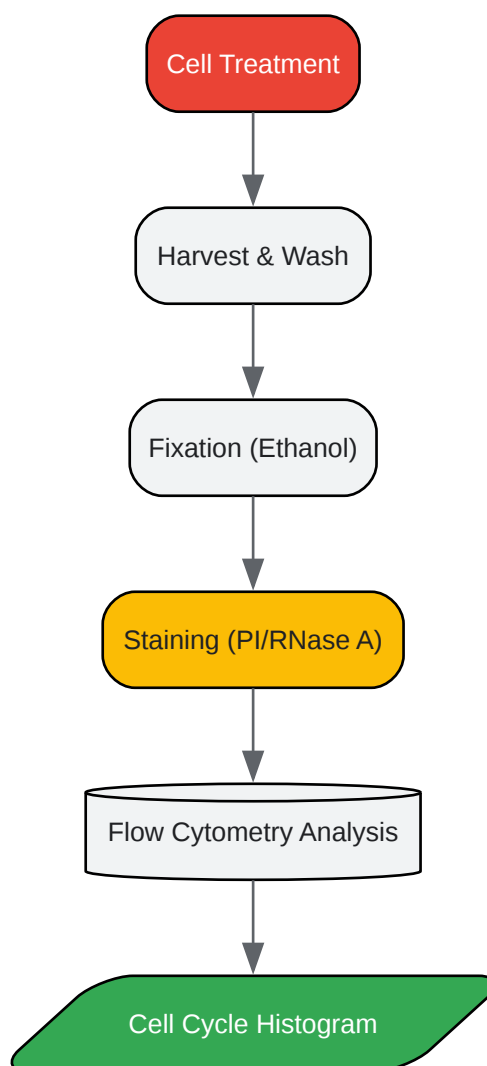 Cell Treatment
Harvest & Wash
Fixation (Ethanol)
Staining (PI/RNase A)
Flow Cytometry Analysis
Cell Cycle Histogram